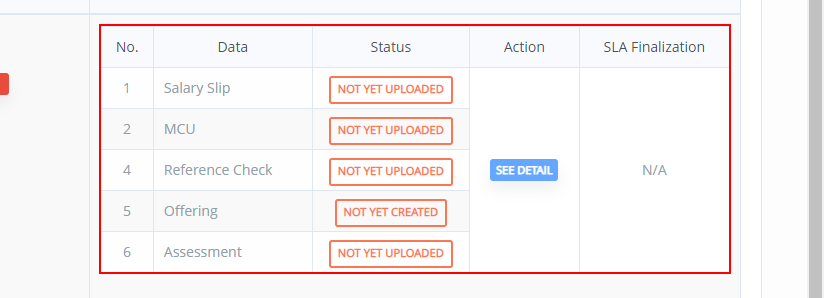 No. Data Status Action SLA Finalization
1 Salary Slip NOT YET UPLOADED
2 MCU NOT YET UPLOADED
4 Reference Check NOT YET UPLOADED SEE DETAIL N/A
5 Offering NOT YET CREATED
6 Assessment NOT YET UPLOADED